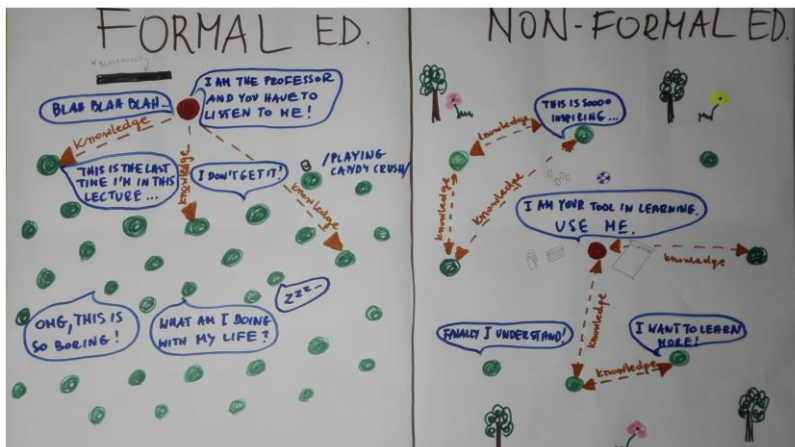 FORMAL ED.
*BLACKBOARD
BLAH BLAH BLAH...
I AM THE PROFESSOR
AND YOU HAVE TO
LISTEN TO ME!
Knowledge
Knowledge
Knowledge
THIS IS THE LAST
TIME I'M IN THIS
LECTURE...
I DON'T GET IT!
/PLAYING
CANDY CRUSH/
ZZZ...
OMG, THIS IS
SO BORING!
WHAT AM I DOING
WITH MY LIFE?
NON-FORMAL ED.
THIS IS SOOOO
INSPIRING...
Knowledge
Knowledge
Knowledge
I AM YOUR TOOL IN LEARNING.
USE ME.
Knowledge
Knowledge
FINALLY I UNDERSTAND!
I WANT TO LEARN
MORE!
Knowledge